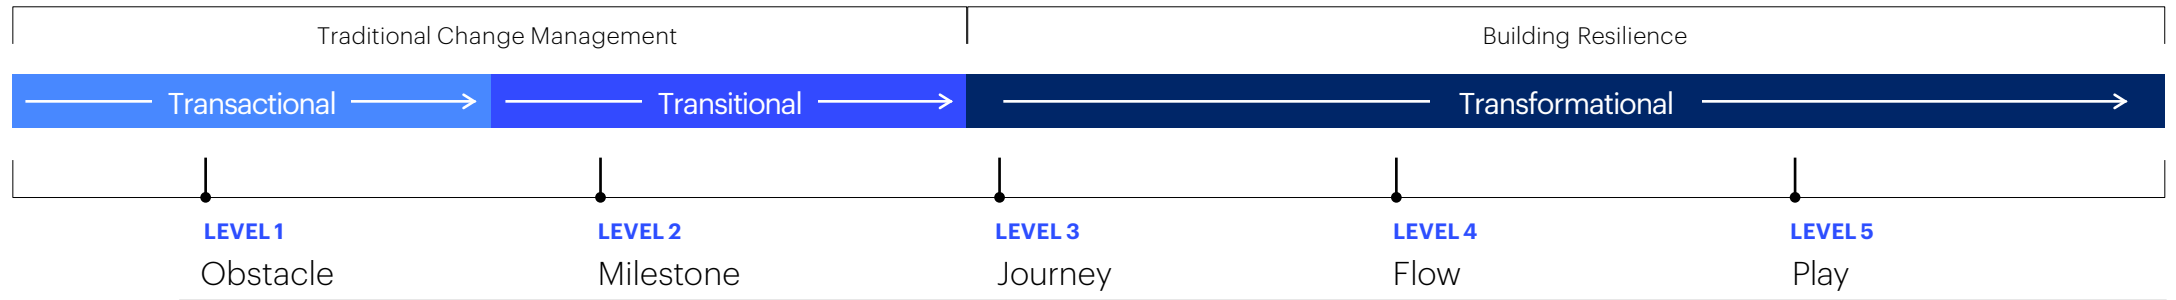 Traditional Change Management
Building Resilience
Transactional
Transitional
Transformational
LEVEL 1
LEVEL 2
LEVEL 3
LEVEL 4
LEVEL 5
Obstacle
Milestone
Journey
Flow
Play